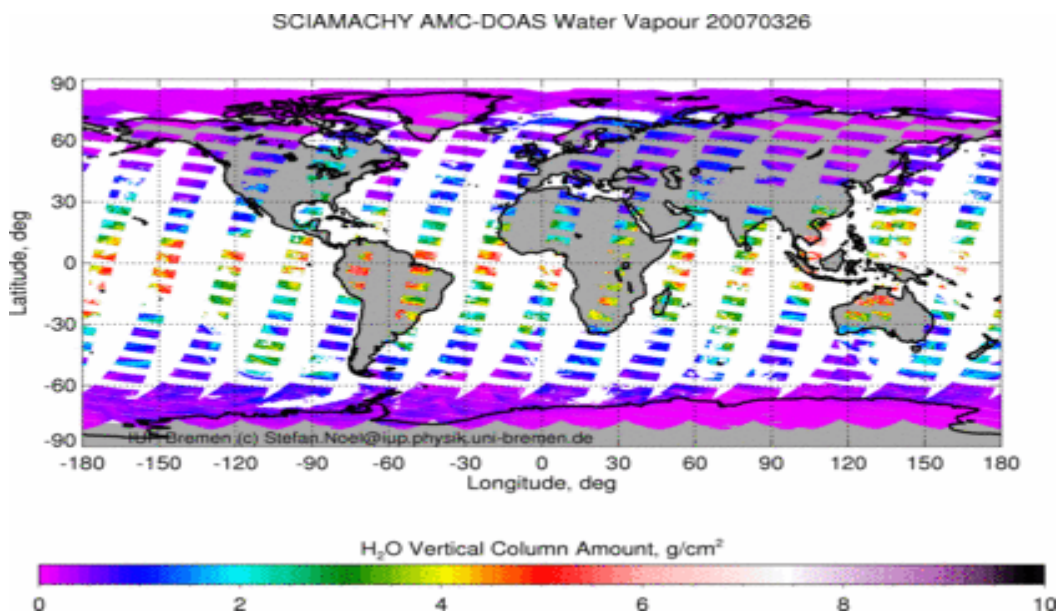 SCIAMACHY AMC-DOAS Water Vapour 20070326
90
60
30
0
-30
-60
-90
Latitude, deg
IUP Bremen (c) Stefan.Noel@iup.physik.uni-bremen.de
-180 -150 -120 -90 -60 -30 0 30 60 90 120 150 180
Longitude, deg
H₂O Vertical Column Amount, g/cm²
0 2 4 6 8 10